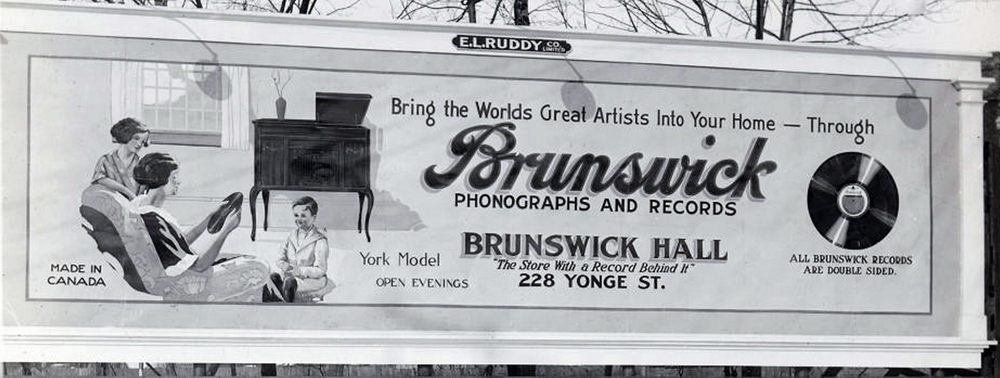 E.L.RUDDY CO. LIMITED
Bring the Worlds Great Artists Into Your Home — Through
Brunswick
PHONOGRAPHS AND RECORDS
BRUNSWICK HALL
"The Store With a Record Behind It"
228 YONGE ST.
York Model
OPEN EVENINGS
MADE IN
CANADA
ALL BRUNSWICK RECORDS
ARE DOUBLE SIDED.